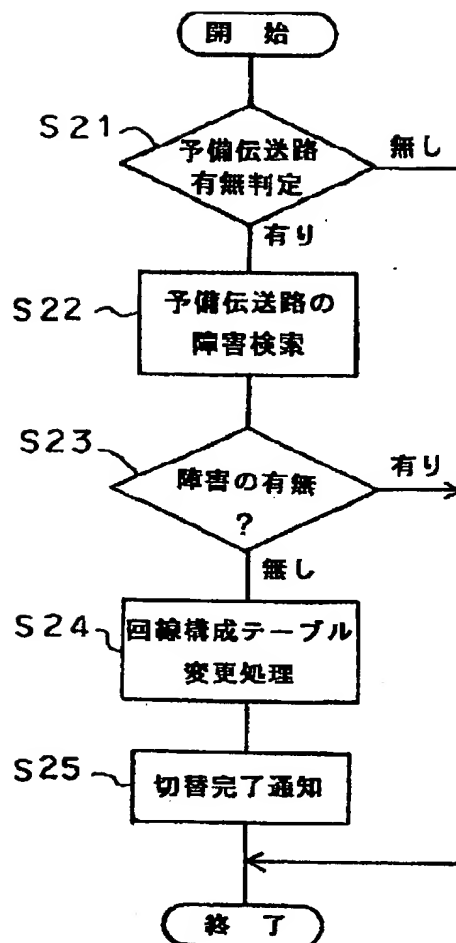 開 始
S21
予備伝送路
有無判定
無し
有り
S22
予備伝送路の
障害検索
S23
障害の有無
?
有り
無し
S24
回線構成テーブル
変更処理
S25
切替完了通知
終 了